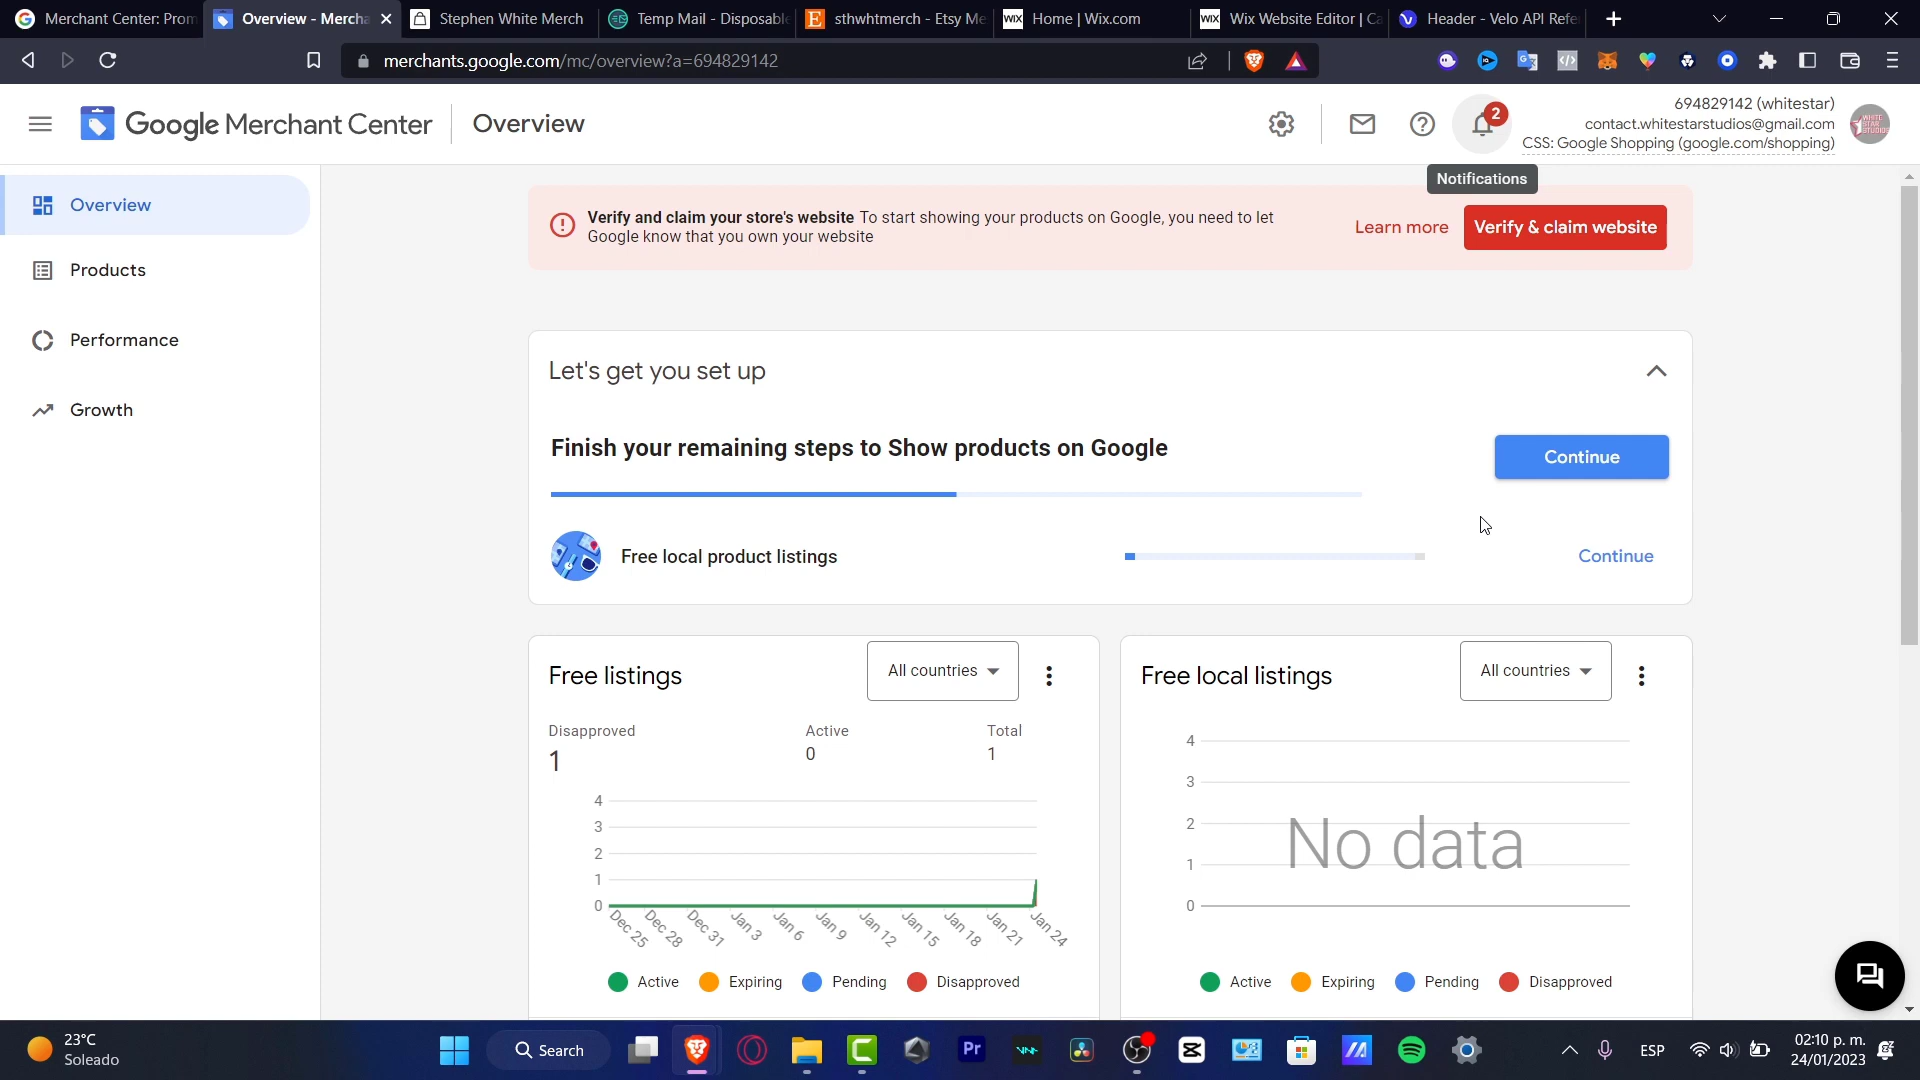 Merchant Center: Prom
Overview - Mercha
Stephen White Merch
Temp Mail - Disposable
sthwhtmerch - Etsy Me
Home | Wix.com
Wix Website Editor | Ca
Header - Velo API Refe
merchants.google.com/mc/overview?a=694829142
Google Merchant Center
Overview
2
694829142 (whitestar)
contact.whitestarstudios@gmail.com
CSS: Google Shopping (google.com/shopping)
WHITE
STAR
STUDIOS
Notifications
Overview
Products
Performance
Growth
Verify and claim your store's website To start showing your products on Google, you need to let
Google know that you own your website
Learn more
Verify & claim website
Let's get you set up
Finish your remaining steps to Show products on Google
Continue
Free local product listings
Continue
Free listings
All countries
Disapproved
Active
Total
1
0
1
4
3
2
1
0
Dec 25
Dec 28
Dec 31
Jan 3
Jan 6
Jan 9
Jan 12
Jan 15
Jan 18
Jan 21
Jan 24
Active
Expiring
Pending
Disapproved
Free local listings
All countries
4
3
2
1
0
No data
Active
Expiring
Pending
Disapproved
23°C
Soleado
Search
Pr
ESP
02:10 p. m.
24/01/2023